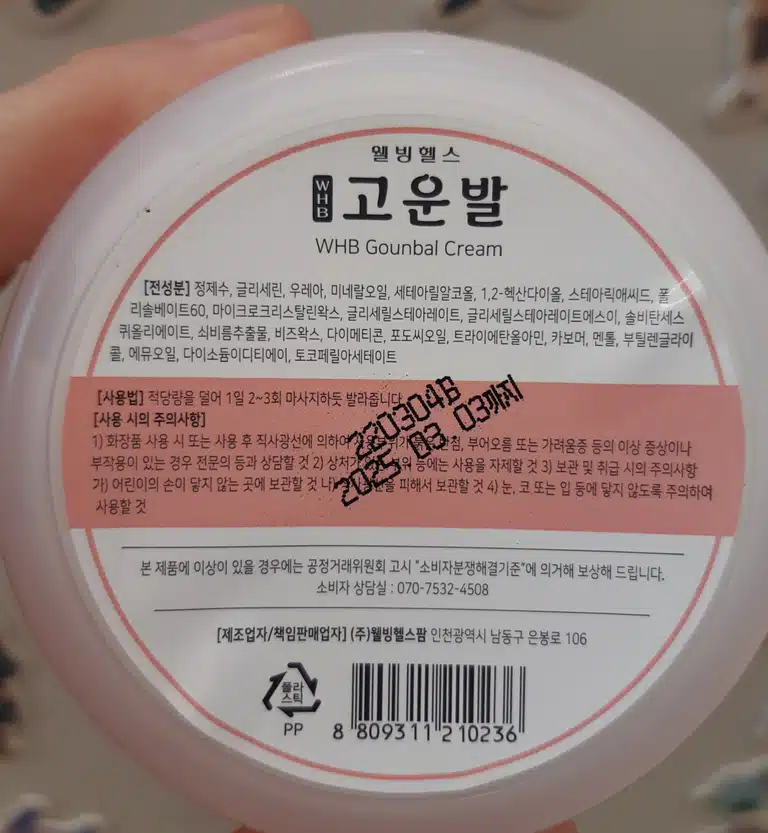 웰빙헬스
WHB 고운발
WHB Gounbal Cream
[전성분] 정제수, 글리세린, 우레아, 미네랄오일, 세테아릴알코올, 1,2-헥산다이올, 스테아릭애씨드, 폴
리솔베이트60, 마이크로크리스탈린왁스, 글리세릴스테아레이트, 글리세릴스테아레이트에스이, 솔비탄세스
퀴올리에이트, 쇠비름추출물, 비즈왁스, 다이메티콘, 포도씨오일, 트라이에탄올아민, 카보머, 멘톨, 부틸렌글라이
콜, 에뮤오일, 다이소듐이디티에이, 토코페릴아세테이트
[사용법] 적당량을 덜어 1일 2~3회 마사지하듯 발라줍니다.
[사용 시의 주의사항]
1) 화장품 사용 시 또는 사용 후 직사광선에 의하여 부어오름 또는 가려움증 등의 이상 증상이나
부작용이 있는 경우 전문의 등과 상담할 것 2) 상처가 등에는 사용을 자제할 것 3) 보관 및 취급 시의 주의사항
가) 어린이의 손이 닿지 않는 곳에 보관할 것 나) 피해서 보관할 것 4) 눈, 코 또는 입 등에 닿지 않도록 주의하여
사용할 것
220304B
2025 03 03까지
본 제품에 이상이 있을 경우에는 공정거래위원회 고시 "소비자분쟁해결기준"에 의거해 보상해 드립니다.
소비자 상담실 : 070-7532-4508
[제조업자/책임판매업자] (주)웰빙헬스팜 인천광역시 남동구 은봉로 106
플라
스틱
PP
8 809311 210236